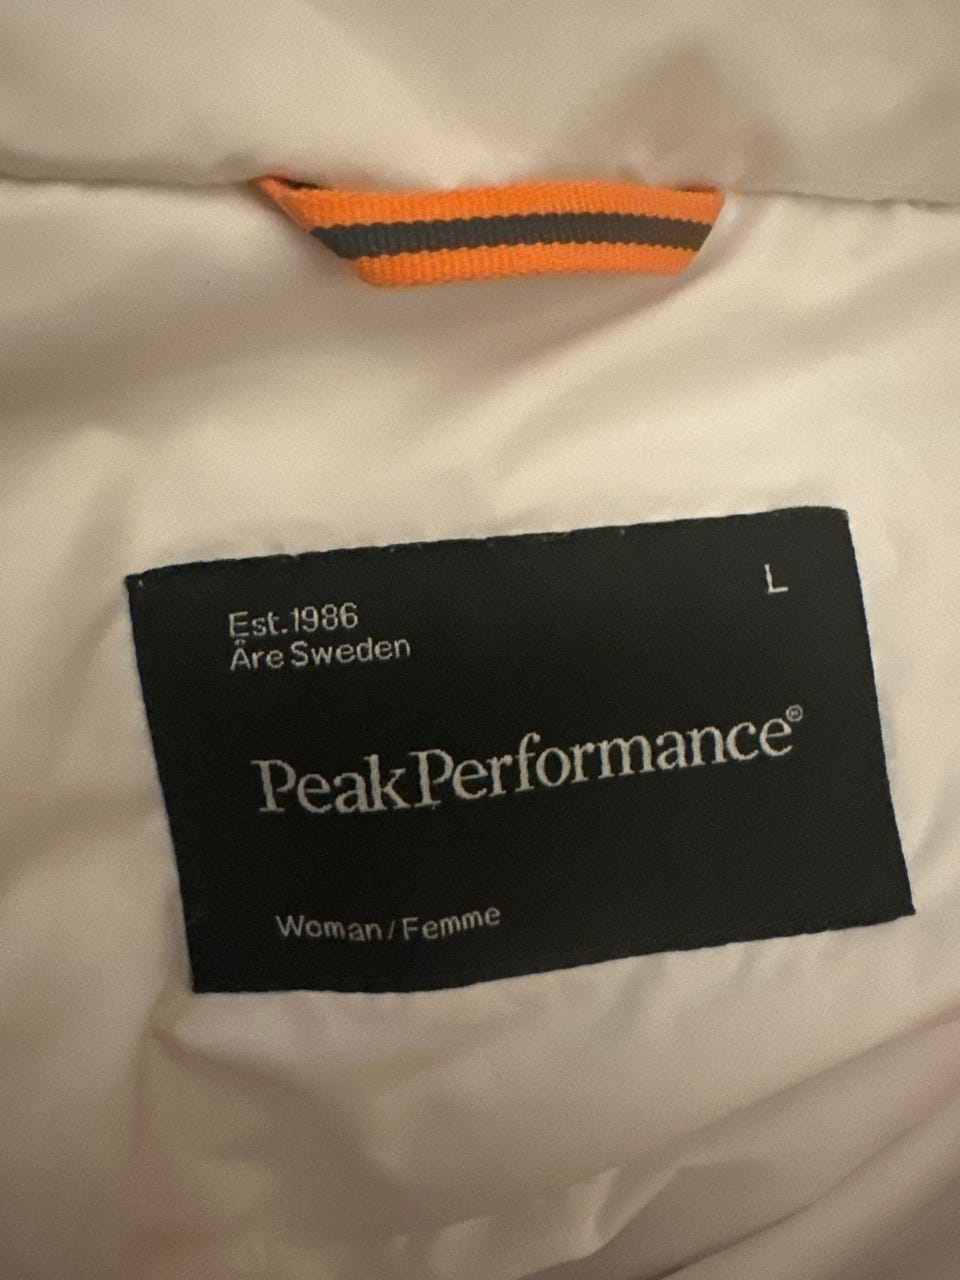 L
Est.1986
Åre Sweden
PeakPerformance®
Woman/Femme